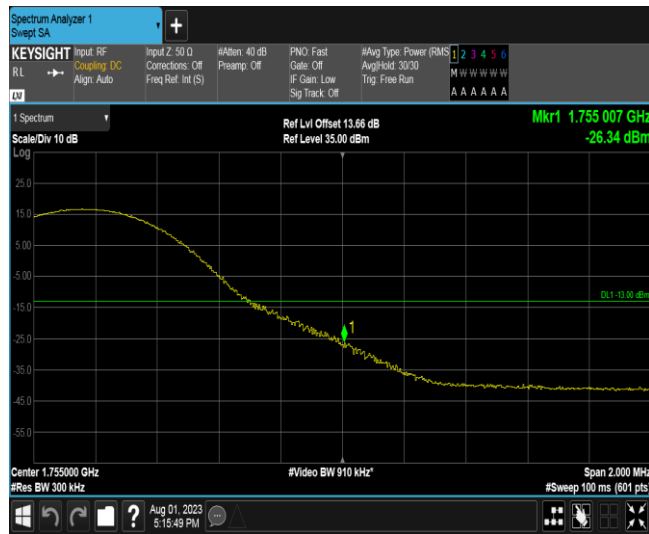 Spectrum Analyzer 1
Swept SA
+
KEYSIGHT
RL
LXI
Input: RF
Coupling: DC
Align: Auto
Input Z: 50 Ω
Corrections: Off
Freq Ref: Int (S)
#Atten: 40 dB
Preamp: Off
PNO: Fast
Gate: Off
IF Gain: Low
Sig Track: Off
#Avg Type: Power (RMS
Avg|Hold: 30/30
Trig: Free Run
1 2 3 4 5 6
M W W W W W
A A A A A A
1 Spectrum
Scale/Div 10 dB
Log
Ref Lvl Offset 13.66 dB
Ref Level 35.00 dBm
Mkr1 1.755 007 GHz
-26.34 dBm
25.0
15.0
5.00
-5.00
-15.0
-25.0
-35.0
-45.0
-55.0
DL1 -13.00 dBm
1
Center 1.755000 GHz
#Res BW 300 kHz
#Video BW 910 kHz*
Span 2.000 MHz
#Sweep 100 ms (601 pts
?
Aug 01, 2023
5:15:49 PM